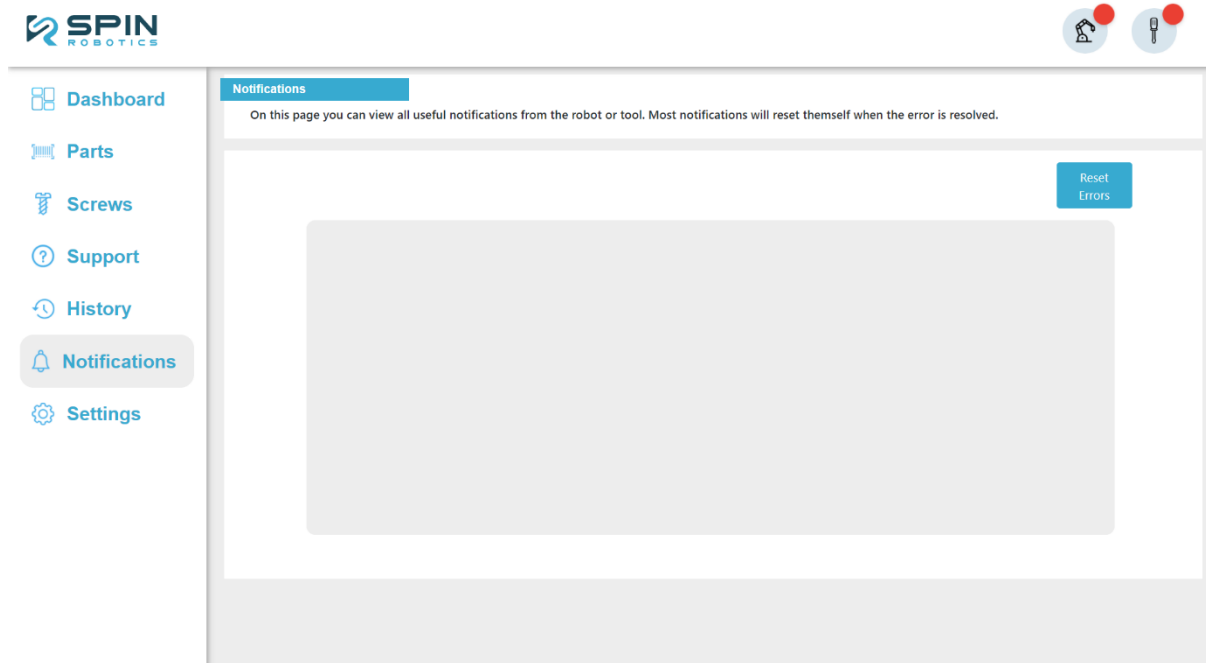 SPIN
ROBOTICS
Dashboard
Parts
Screws
Support
History
Notifications
Settings
Notifications
On this page you can view all useful notifications from the robot or tool. Most notifications will reset themself when the error is resolved.
Reset
Errors